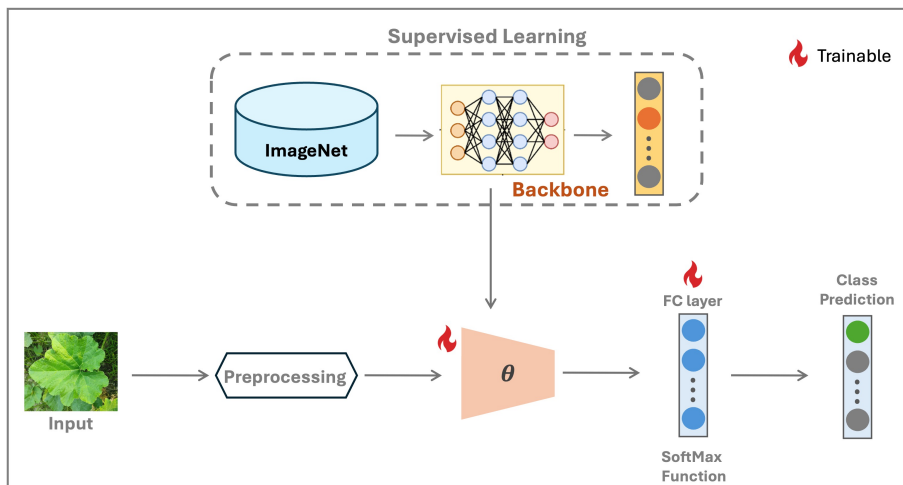 Supervised Learning
Trainable
ImageNet
Backbone
FC layer
Class
Prediction
Preprocessing
θ
Input
SoftMax
Function